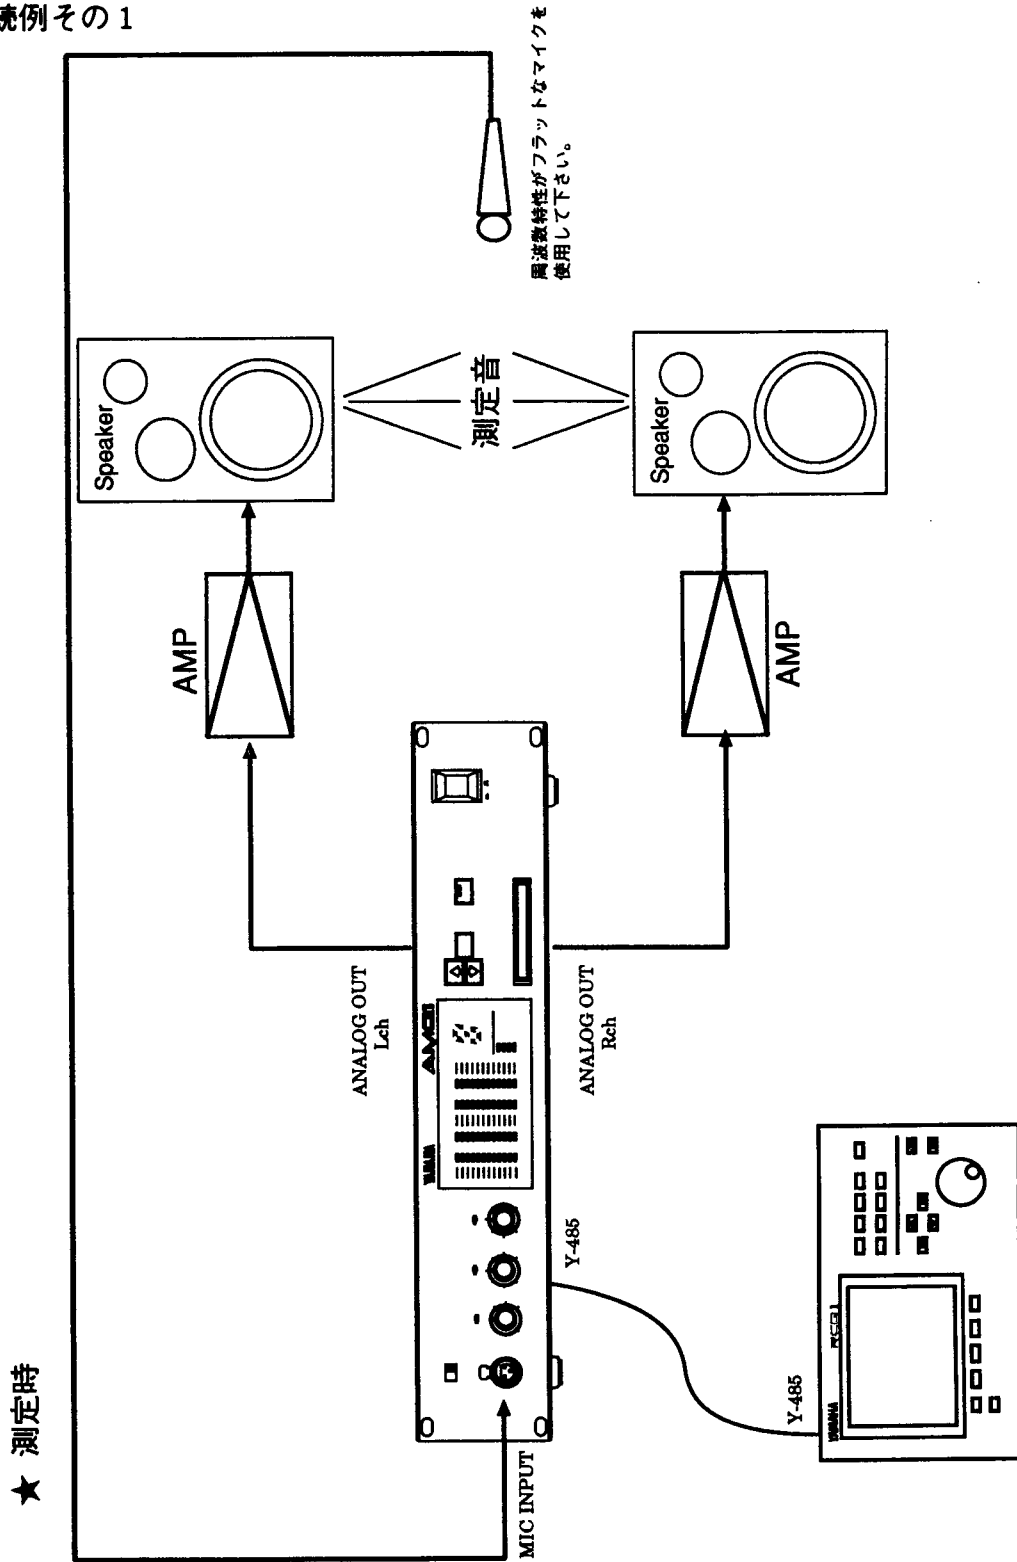 続例その1
★ 測定時
周波数特性がフラットなマイクを
使用して下さい。
Speaker
測定音
Speaker
AMP
AMP
ANALOG OUT
Lch
ANALOG OUT
Rch
YAMAHA
Y-485
MIC INPUT
Y-485
YAMAHA